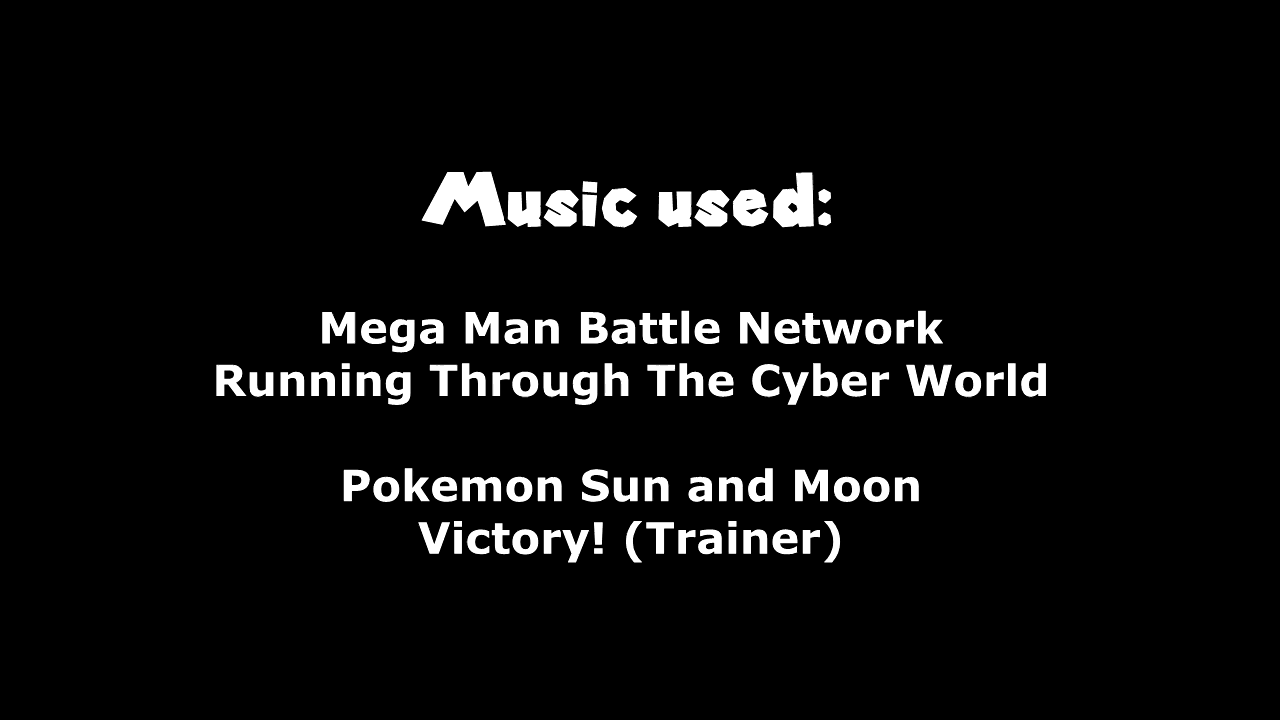 Music used:
Mega Man Battle Network
Running Through The Cyber World
Pokemon Sun and Moon
Victory! (Trainer)